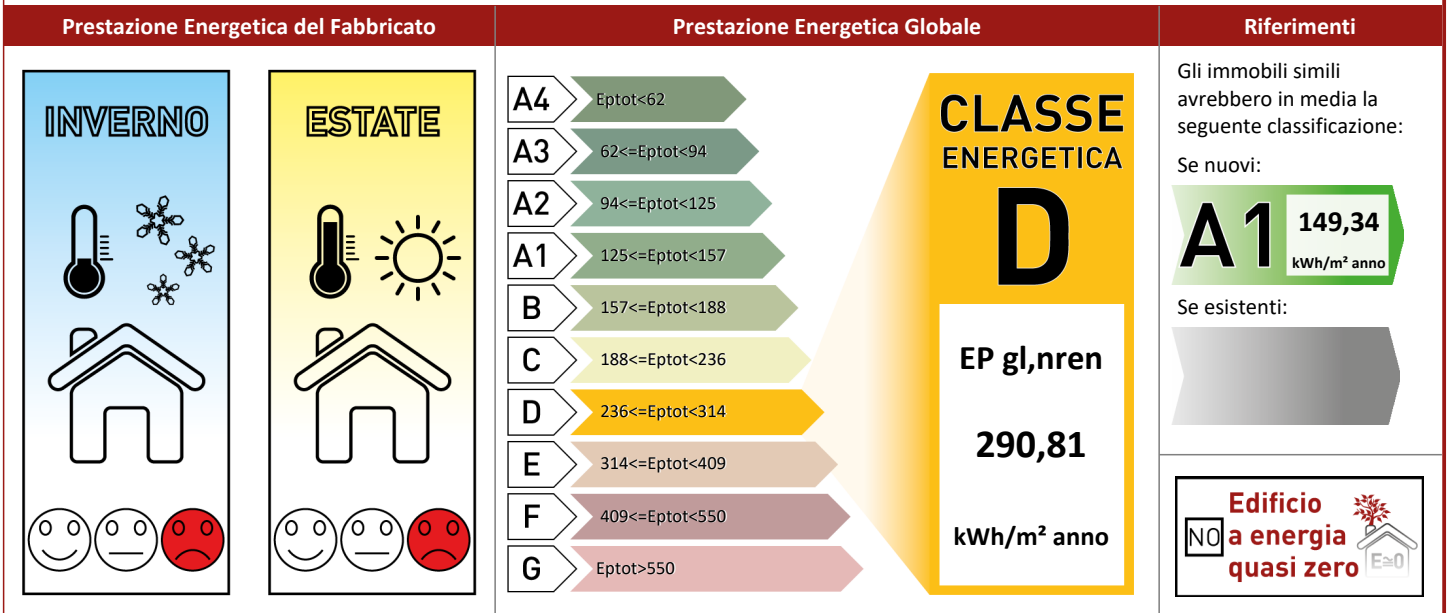 Prestazione Energetica del Fabbricato
Prestazione Energetica Globale
Riferimenti
INVERNO
ESTATE
A4 Eptot<62
A3 62<=Eptot<94
A2 94<=Eptot<125
A1 125<=Eptot<157
B 157<=Eptot<188
C 188<=Eptot<236
D 236<=Eptot<314
E 314<=Eptot<409
F 409<=Eptot<550
G Eptot>550
CLASSE
ENERGETICA
D
EP gl,nren
290,81
kWh/m² anno
Gli immobili simili
avrebbero in media la
seguente classificazione:
Se nuovi:
A1
149,34
kWh/m² anno
Se esistenti:
Edificio
NO a energia
quasi zero
E≅0